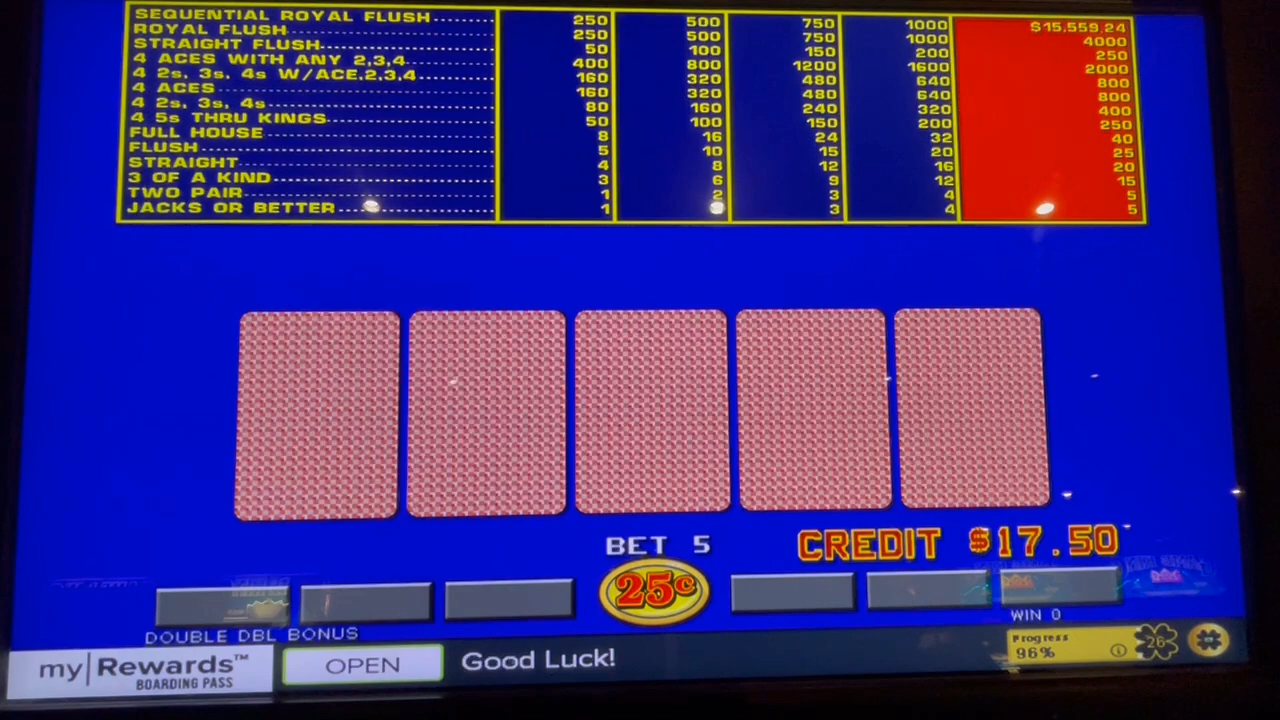 SEQUENTIAL ROYAL FLUSH 250 500 750 1000 $15,559.24
ROYAL FLUSH 250 500 750 1000 4000
STRAIGHT FLUSH 50 100 150 200 250
4 ACES WITH ANY 2,3,4 400 800 1200 1600 2000
4 2s, 3s, 4s W/ACE,2,3,4 160 320 480 640 800
4 ACES 160 320 480 640 800
4 2s, 3s, 4s 80 160 240 320 400
4 5s THRU KINGS 50 100 150 200 250
FULL HOUSE 8 16 24 32 40
FLUSH 5 10 15 20 25
STRAIGHT 4 8 12 16 20
3 OF A KIND 3 6 9 12 15
TWO PAIR 1 2 3 4 5
JACKS OR BETTER 1 2 3 4 5
BET 5
CREDIT $17.50
25¢
WIN 0
DOUBLE DBL BONUS
my|Rewards™
BOARDING PASS
OPEN
Good Luck!
Progress
96%
26